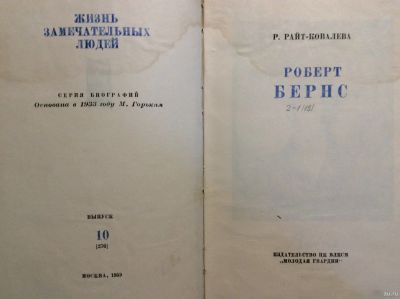 ЖИЗНЬ
ЗАМЕЧАТЕЛЬНЫХ
ЛЮДЕЙ
СЕРИЯ БИОГРАФИЙ
Основана в 1933 году М. Горьким
ВЫПУСК
10
МОСКВА, 1959
Р. РАЙТ-КОВАЛЕВА
РОБЕРТ
БЕРНС
ИЗДАТЕЛЬСТВО ЦК ВЛКСМ
„МОЛОДАЯ ГВАРДИЯ“